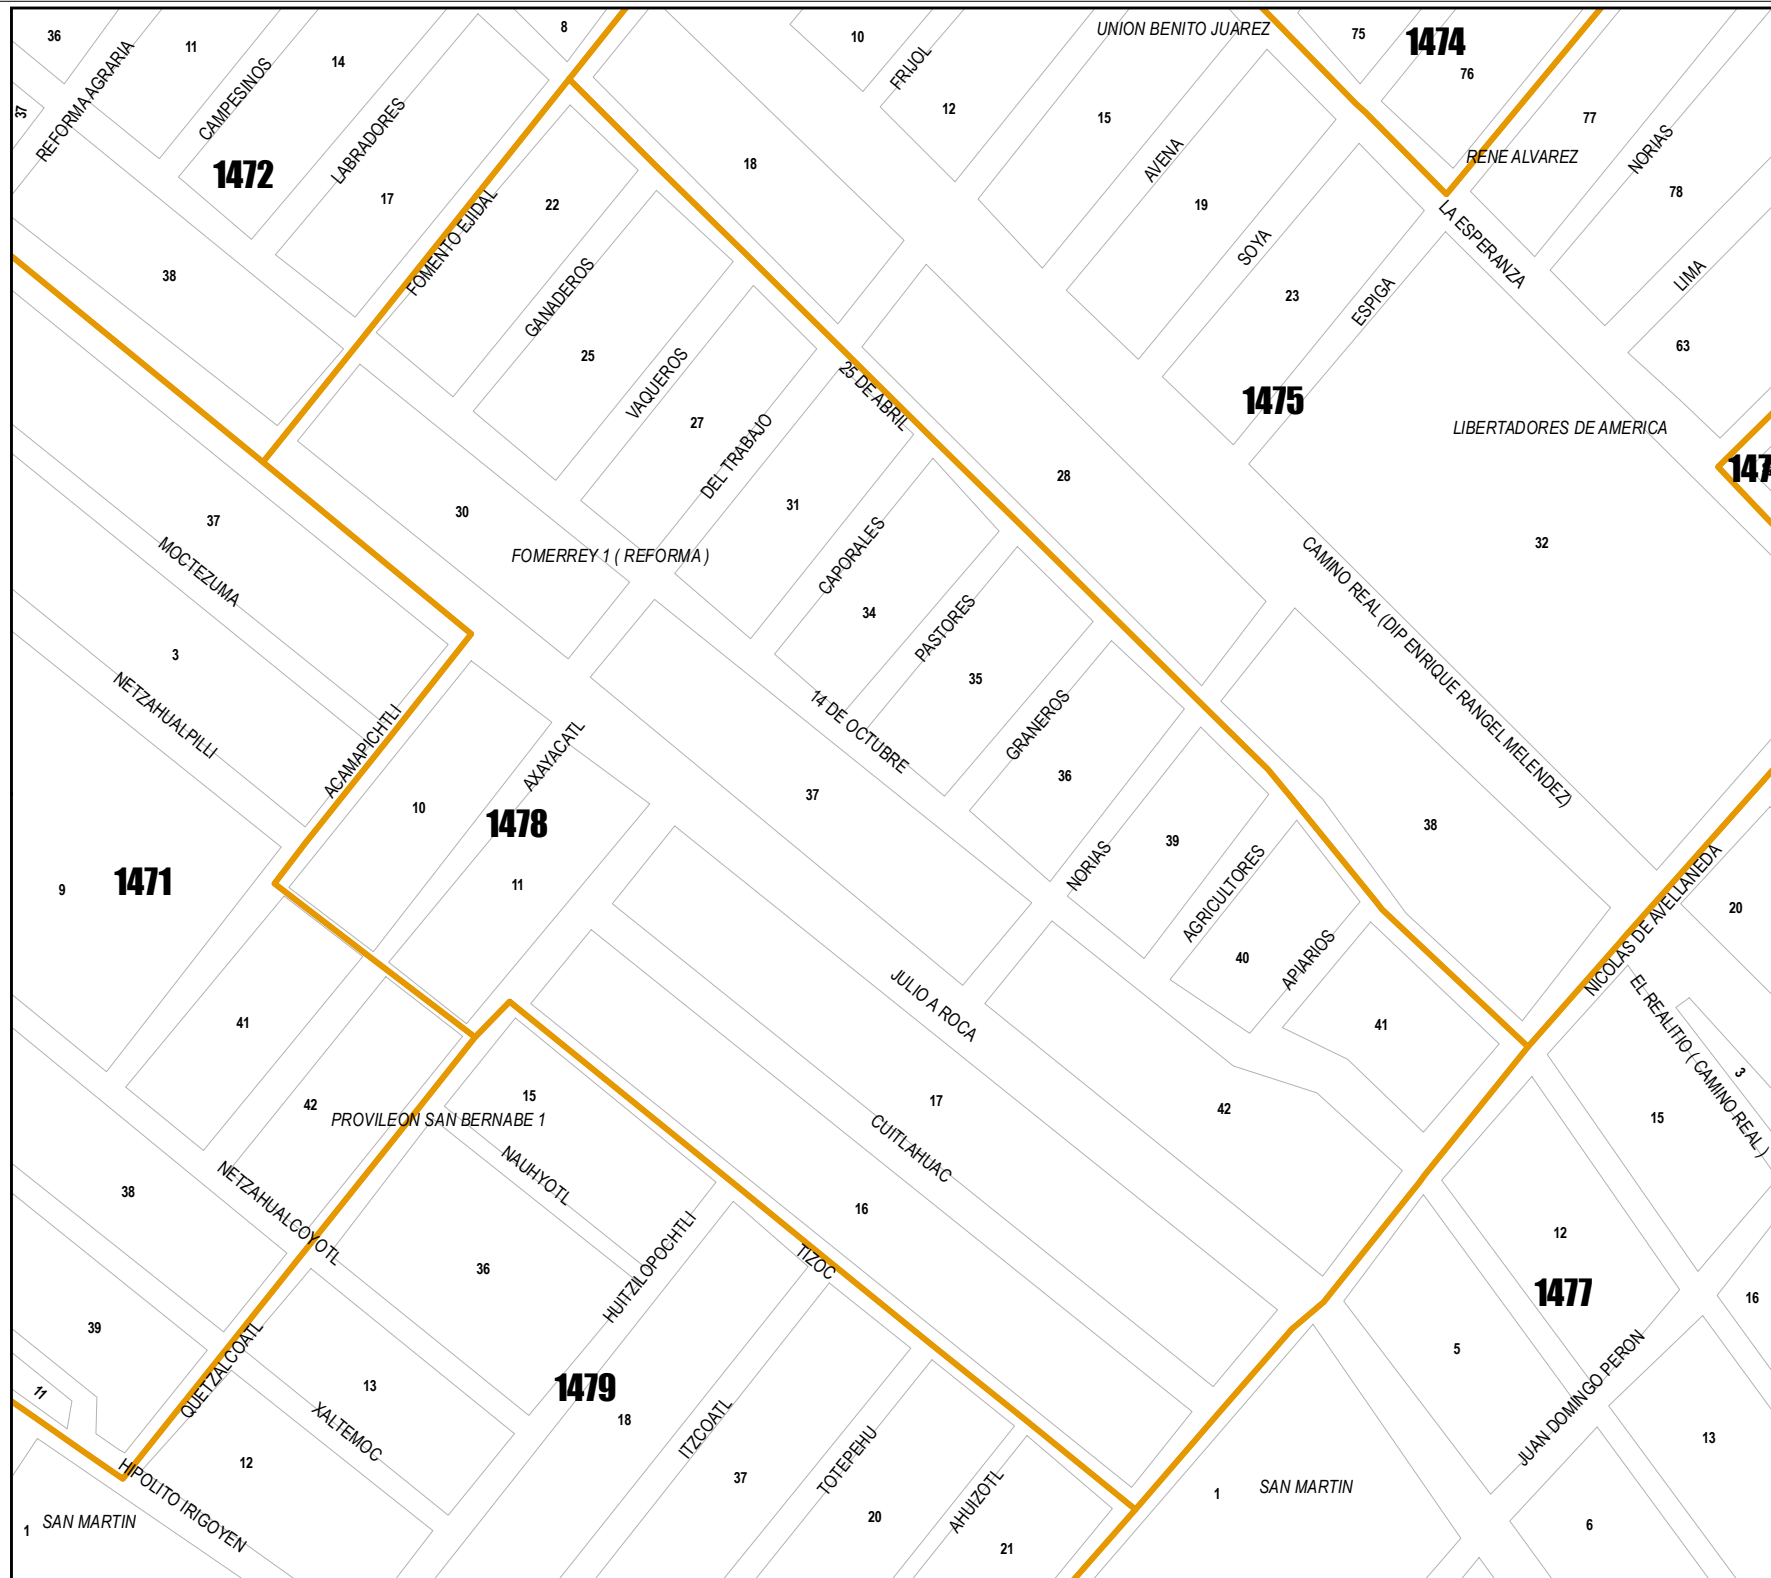 36
11
14
8
10
UNION BENITO JUAREZ
75
1474
76
REFORMA AGRARIA
CAMPESINOS
FRIJOL
37
LABRADORES
12
15
77
NORIAS
RENE ALVAREZ
AVENA
18
1472
17
22
19
78
FOMENTO EJIDAL
SOYA
LA ESPERANZA
38
GANADEROS
23
ESPIGA
LIMA
25
63
VAQUEROS
25 DE ABRIL
1475
27
LIBERTADORES DE AMERICA
DEL TRABAJO
28
147
31
30
37
32
MOCTEZUMA
FOMERREY 1 ( REFORMA )
CAPORALES
CAMINO REAL (DIP ENRIQUE RANGEL MELENDEZ)
34
PASTORES
3
35
NETZAHUALPILLI
14 DE OCTUBRE
GRANEROS
ACAMAPICHTLI
AXAYACATL
36
37
10
1478
38
39
NORIAS
AGRICULTORES
11
1471
9
NICOLAS DE AVELLANEDA
20
40
APIARIOS
JULIO A ROCA
EL REALITIO ( CAMINO REAL )
41
41
3
15
42
15
17
42
PROVILEON SAN BERNABE 1
15
CUITLAHUAC
NAUHYOTL
38
NETZAHUALCOYOTL
16
12
HUITZILOPOCHTLI
TIZOC
36
1477
16
39
QUETZALCOATL
5
JUAN DOMINGO PERON
13
1479
11
18
XALTEMOC
ITZCOATL
13
12
TOTEPEHU
37
HIPOLITO IRIGOYEN
AHUIZOTL
1
SAN MARTIN
20
1
SAN MARTIN
6
21